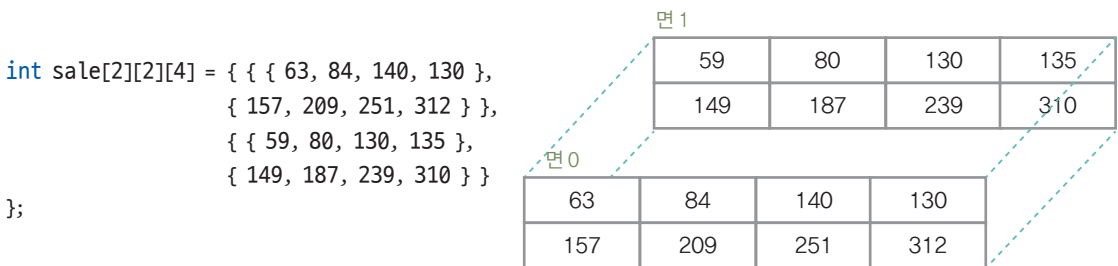 int sale[2][2][4] = { { { 63, 84, 140, 130 },
{ 157, 209, 251, 312 } },
{ { 59, 80, 130, 135 },
{ 149, 187, 239, 310 } }
};
면 1
59 80 130 135
149 187 239 310
면 0
63 84 140 130
157 209 251 312